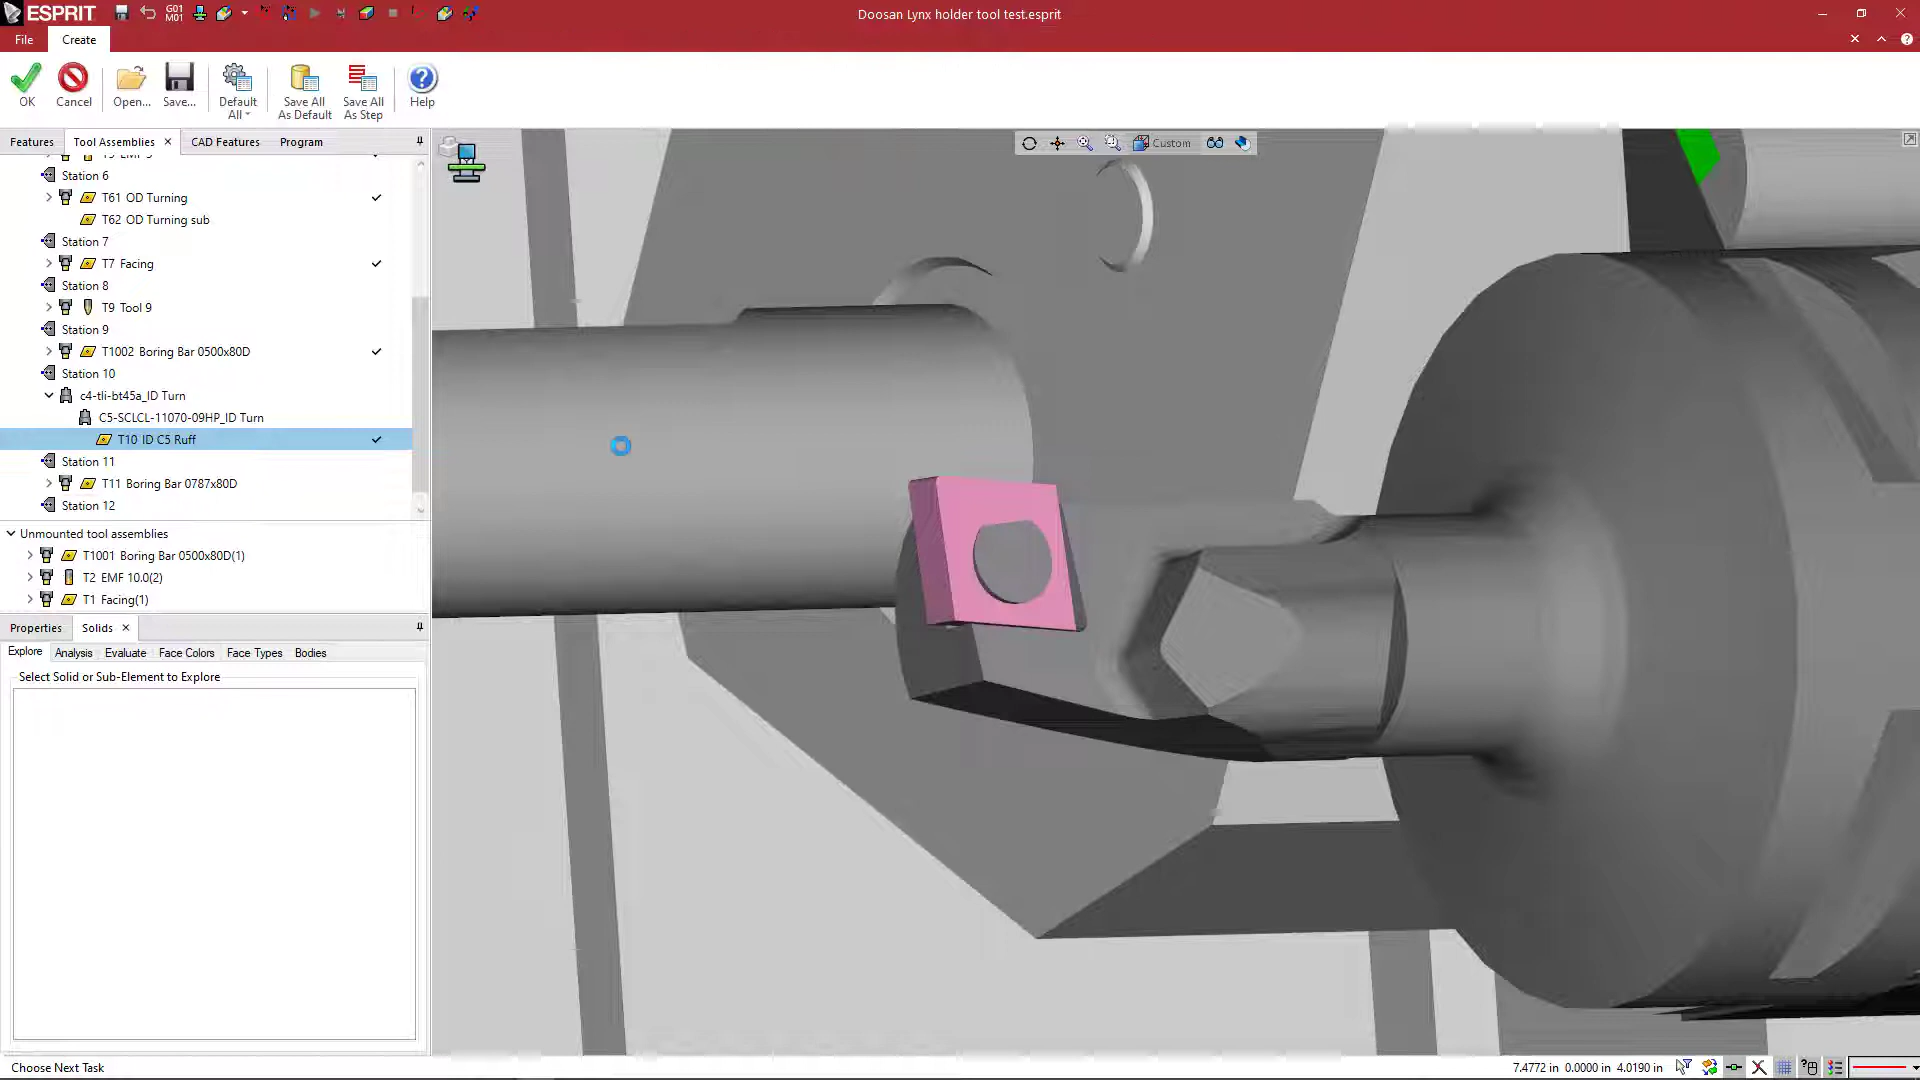 ESPRIT
G01
M01
Doosan Lynx holder tool test.esprit
File
Create
OK
Cancel
Open...
Save...
Default
All
Save All
As Default
Save All
As Step
Help
Features
Tool Assemblies
CAD Features
Program
Custom
Station 6
T61 OD Turning
T62 OD Turning sub
Station 7
T7 Facing
Station 8
T9 Tool 9
Station 9
T1002 Boring Bar 0500x80D
Station 10
c4-tli-bt45a_ID Turn
C5-SCLCL-11070-09HP_ID Turn
T10 ID C5 Ruff
Station 11
T11 Boring Bar 0787x80D
Station 12
Unmounted tool assemblies
T1001 Boring Bar 0500x80D(1)
T2 EMF 10.0(2)
T1 Facing(1)
Properties
Solids
Explore
Analysis
Evaluate
Face Colors
Face Types
Bodies
Select Solid or Sub-Element to Explore
Choose Next Task
7.4772 in 0.0000 in 4.0190 in